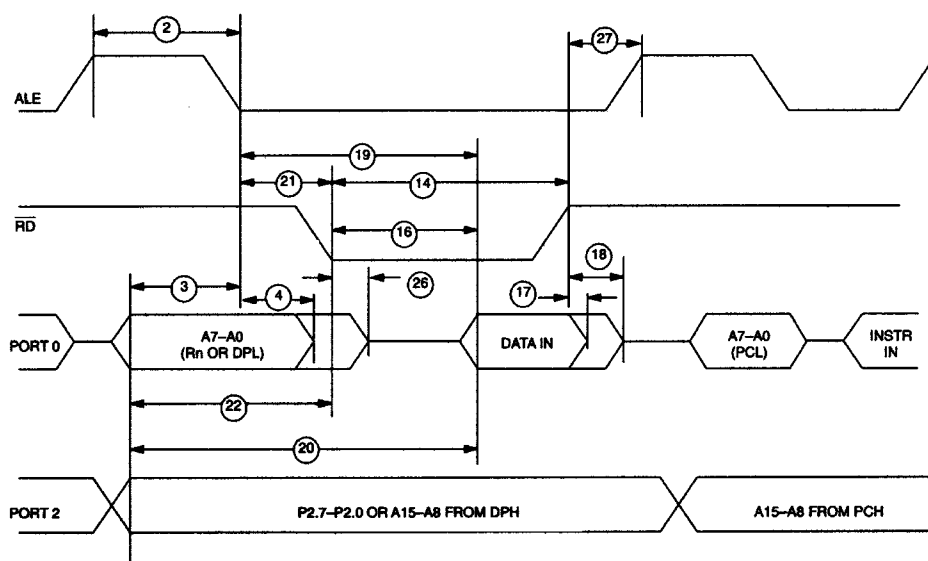 2
27
ALE
19
21
14
RD
16
18
3
4
26
17
PORT 0
A7–A0
(Rn OR DPL)
DATA IN
A7–A0
(PCL)
INSTR
IN
22
20
PORT 2
P2.7–P2.0 OR A15–A8 FROM DPH
A15–A8 FROM PCH